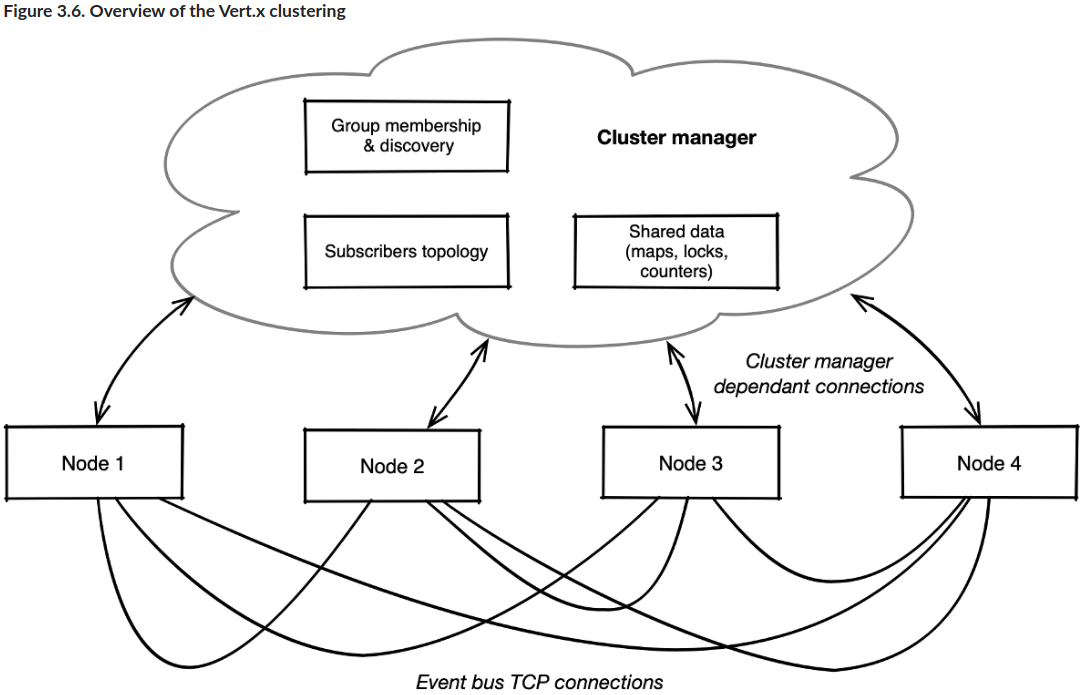 Figure 3.6. Overview of the Vert.x clustering
Group membership
& discovery
Cluster manager
Subscribers topology
Shared data
(maps, locks,
counters)
Cluster manager
dependant connections
Node 1
Node 2
Node 3
Node 4
Event bus TCP connections